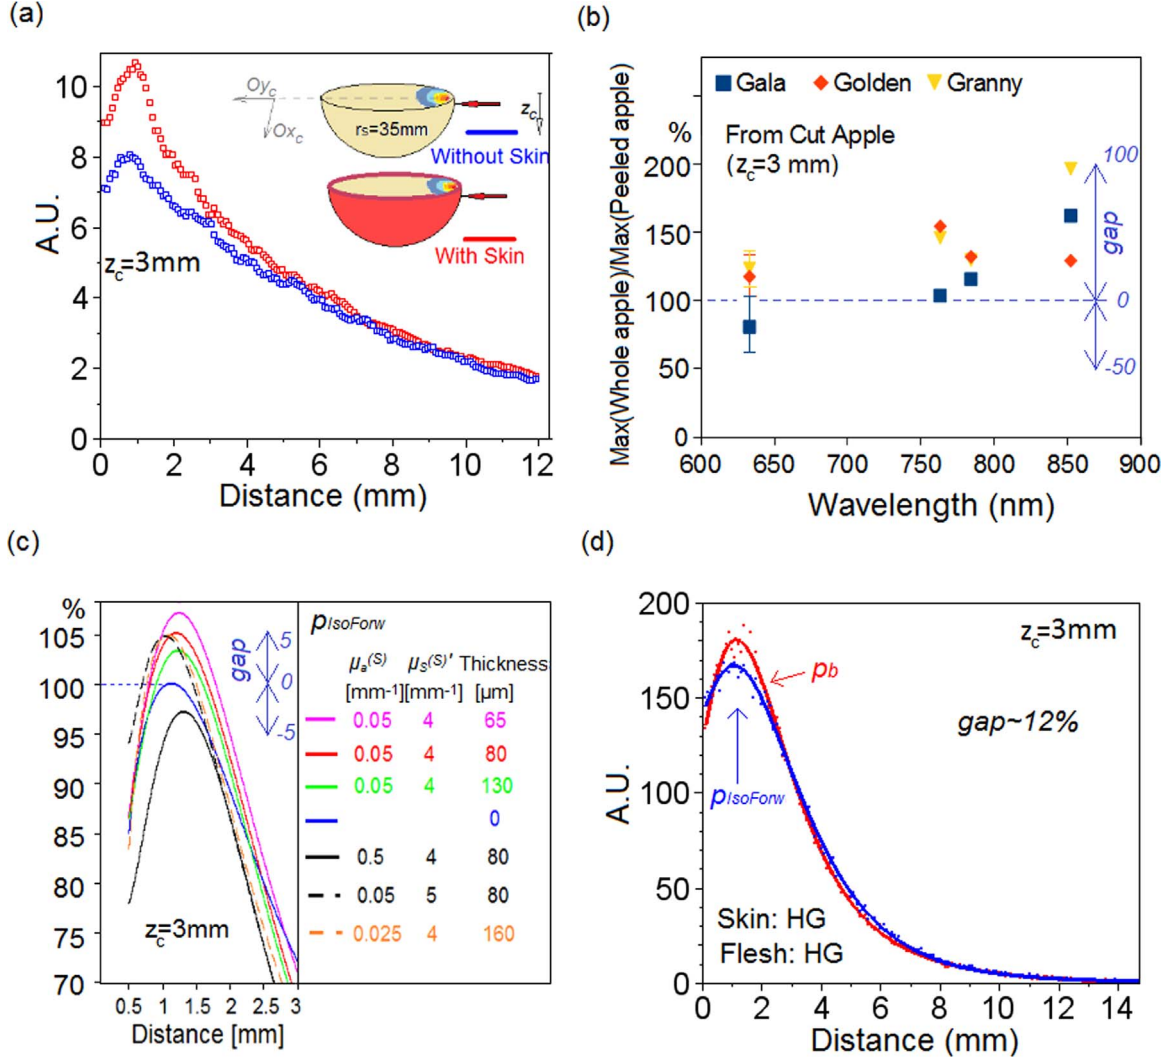 (a)
A.U.
10
8
6
4
2
0
0 2 4 6 8 10 12
Distance (mm)
Oyc
Oxc
rs=35mm
zc
Without Skin
With Skin
zc=3mm
(b)
Max(Whole apple)/Max(Peeled apple)
%
200
150
100
50
0
600 650 700 750 800 850 900
Wavelength (nm)
Gala Golden Granny
From Cut Apple
(zc=3 mm)
100
gap
0
-50
(c)
%
105
100
95
90
85
80
75
70
0.5 1 1.5 2 2.5 3
Distance [mm]
gap
5
0
-5
zc=3mm
pIsoForw
μa(S) μS(S)' Thickness
[mm-1][mm-1] [μm]
0.05 4 65
0.05 4 80
0.05 4 130
0
0.5 4 80
0.05 5 80
0.025 4 160
(d)
A.U.
200
150
100
50
0
0 2 4 6 8 10 12 14
Distance (mm)
zc=3mm
pb
gap~12%
pIsoForw
Skin: HG
Flesh: HG